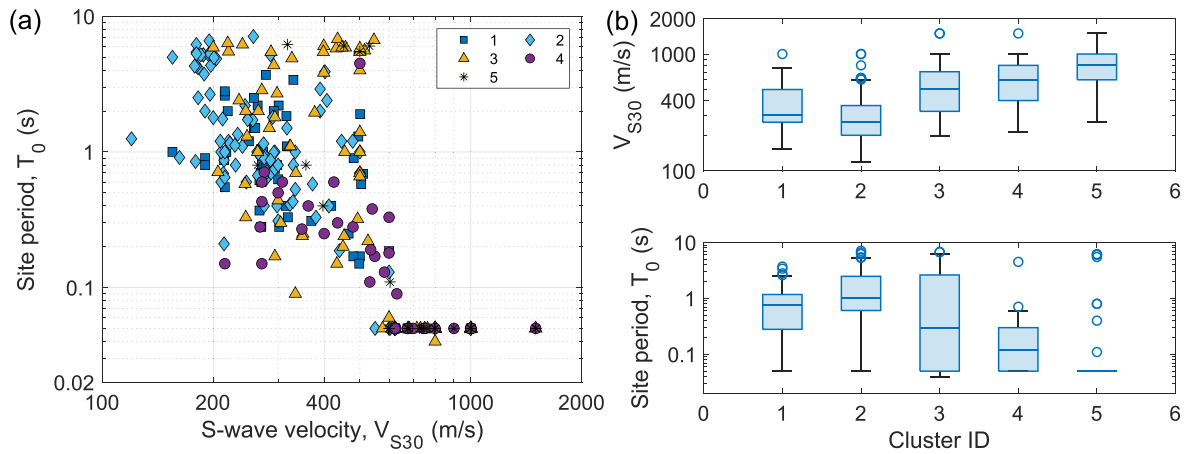 (a)
10
1
0.1
0.02
Site period, T0 (s)
100 200 400 1000 2000
S-wave velocity, VS30 (m/s)
1 2
3 4
5
(b)
2000
1000
400
100
VS30 (m/s)
0 1 2 3 4 5 6
10
1
0.1
Site period, T0 (s)
0 1 2 3 4 5 6
Cluster ID